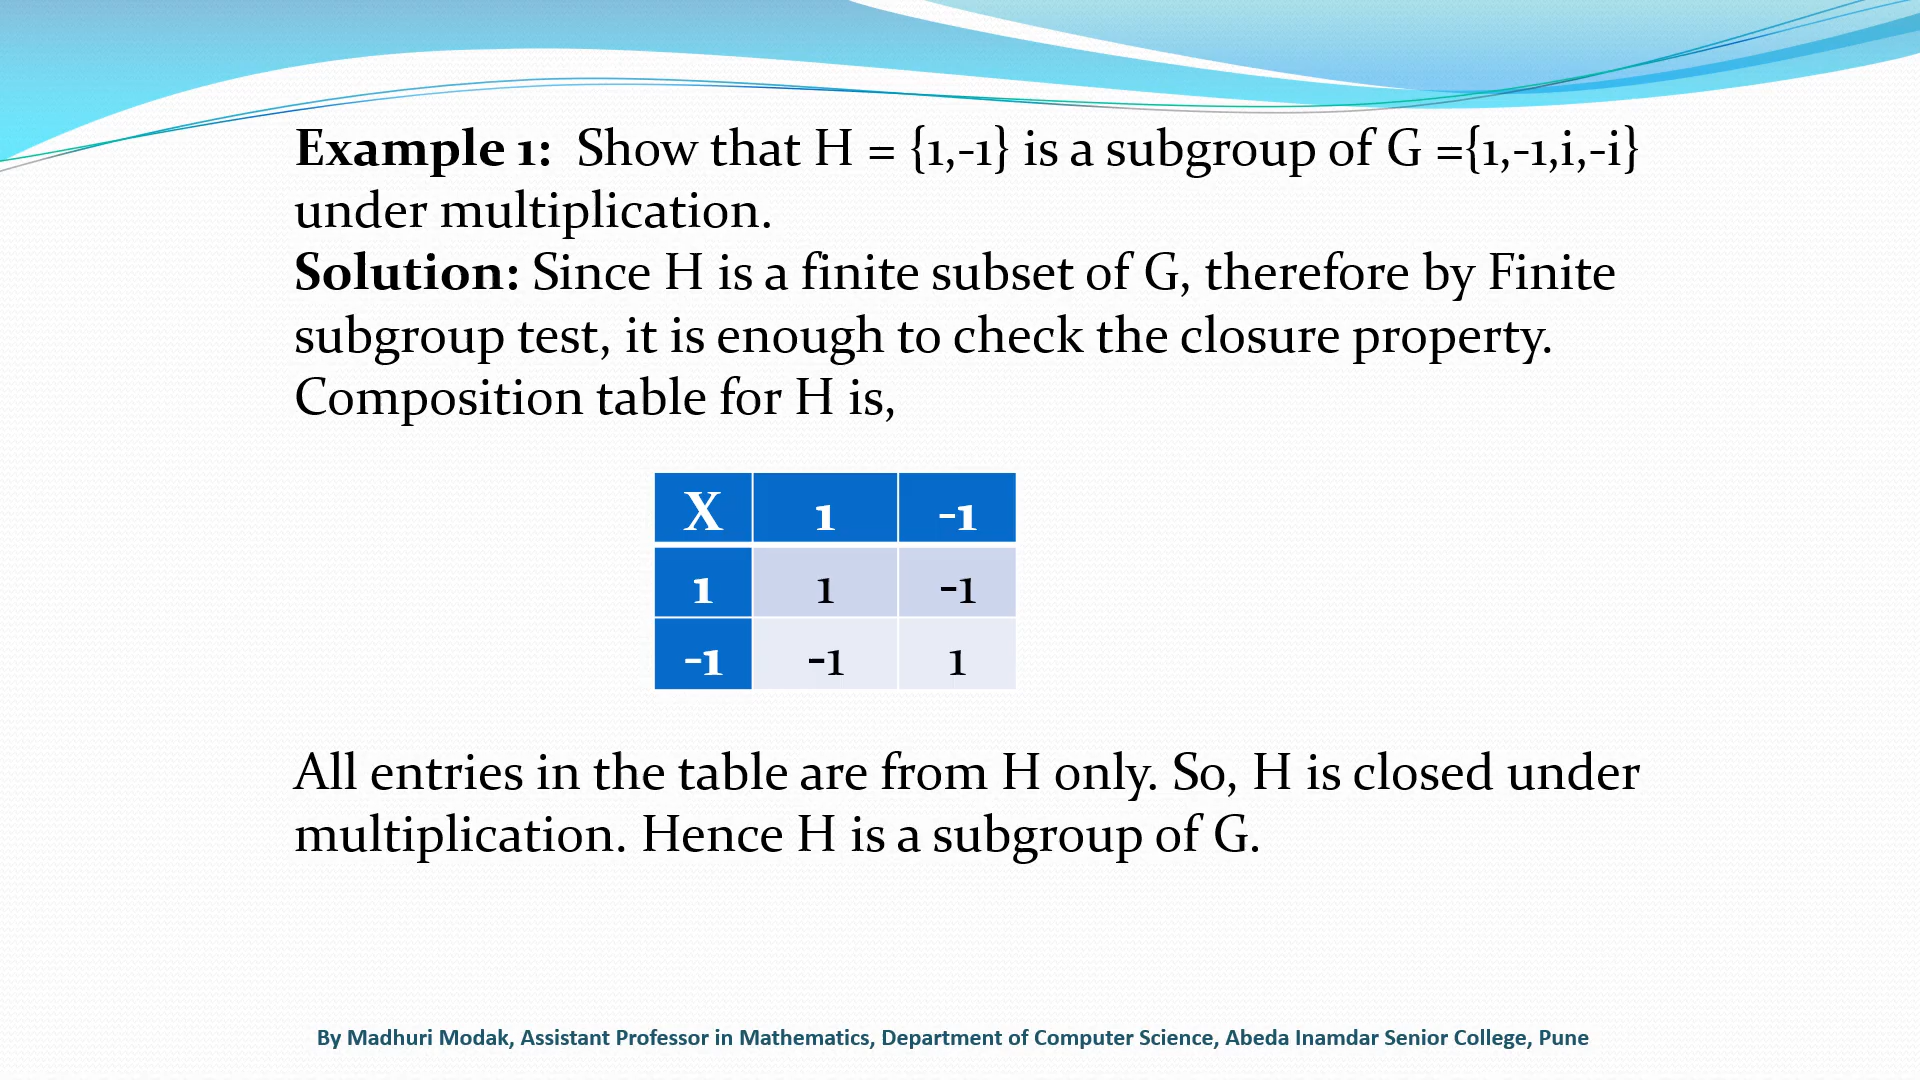 Example 1:  Show that H = {1,-1} is a subgroup of G ={1,-1,i,-i}
under multiplication.
Solution: Since H is a finite subset of G, therefore by Finite
subgroup test, it is enough to check the closure property.
Composition table for H is,
X 1 -1
1 1 -1
-1 -1 1
All entries in the table are from H only. So, H is closed under
multiplication. Hence H is a subgroup of G.
By Madhuri Modak, Assistant Professor in Mathematics, Department of Computer Science, Abeda Inamdar Senior College, Pune